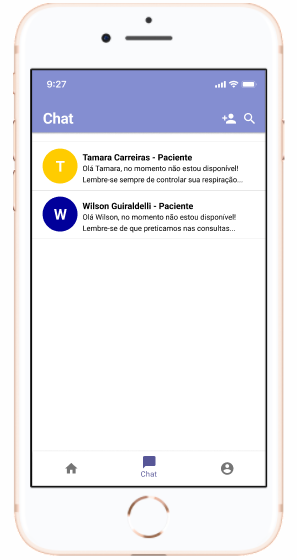 9:27
Chat
T
Tamara Carreiras - Paciente
Olá Tamara, no momento não estou disponível!
Lembre-se sempre de controlar sua respiração...
W
Wilson Guiraldelli - Paciente
Olá Wilson, no momento não estou disponível!
Lembre-se de que preticamos nas consultas...
Chat